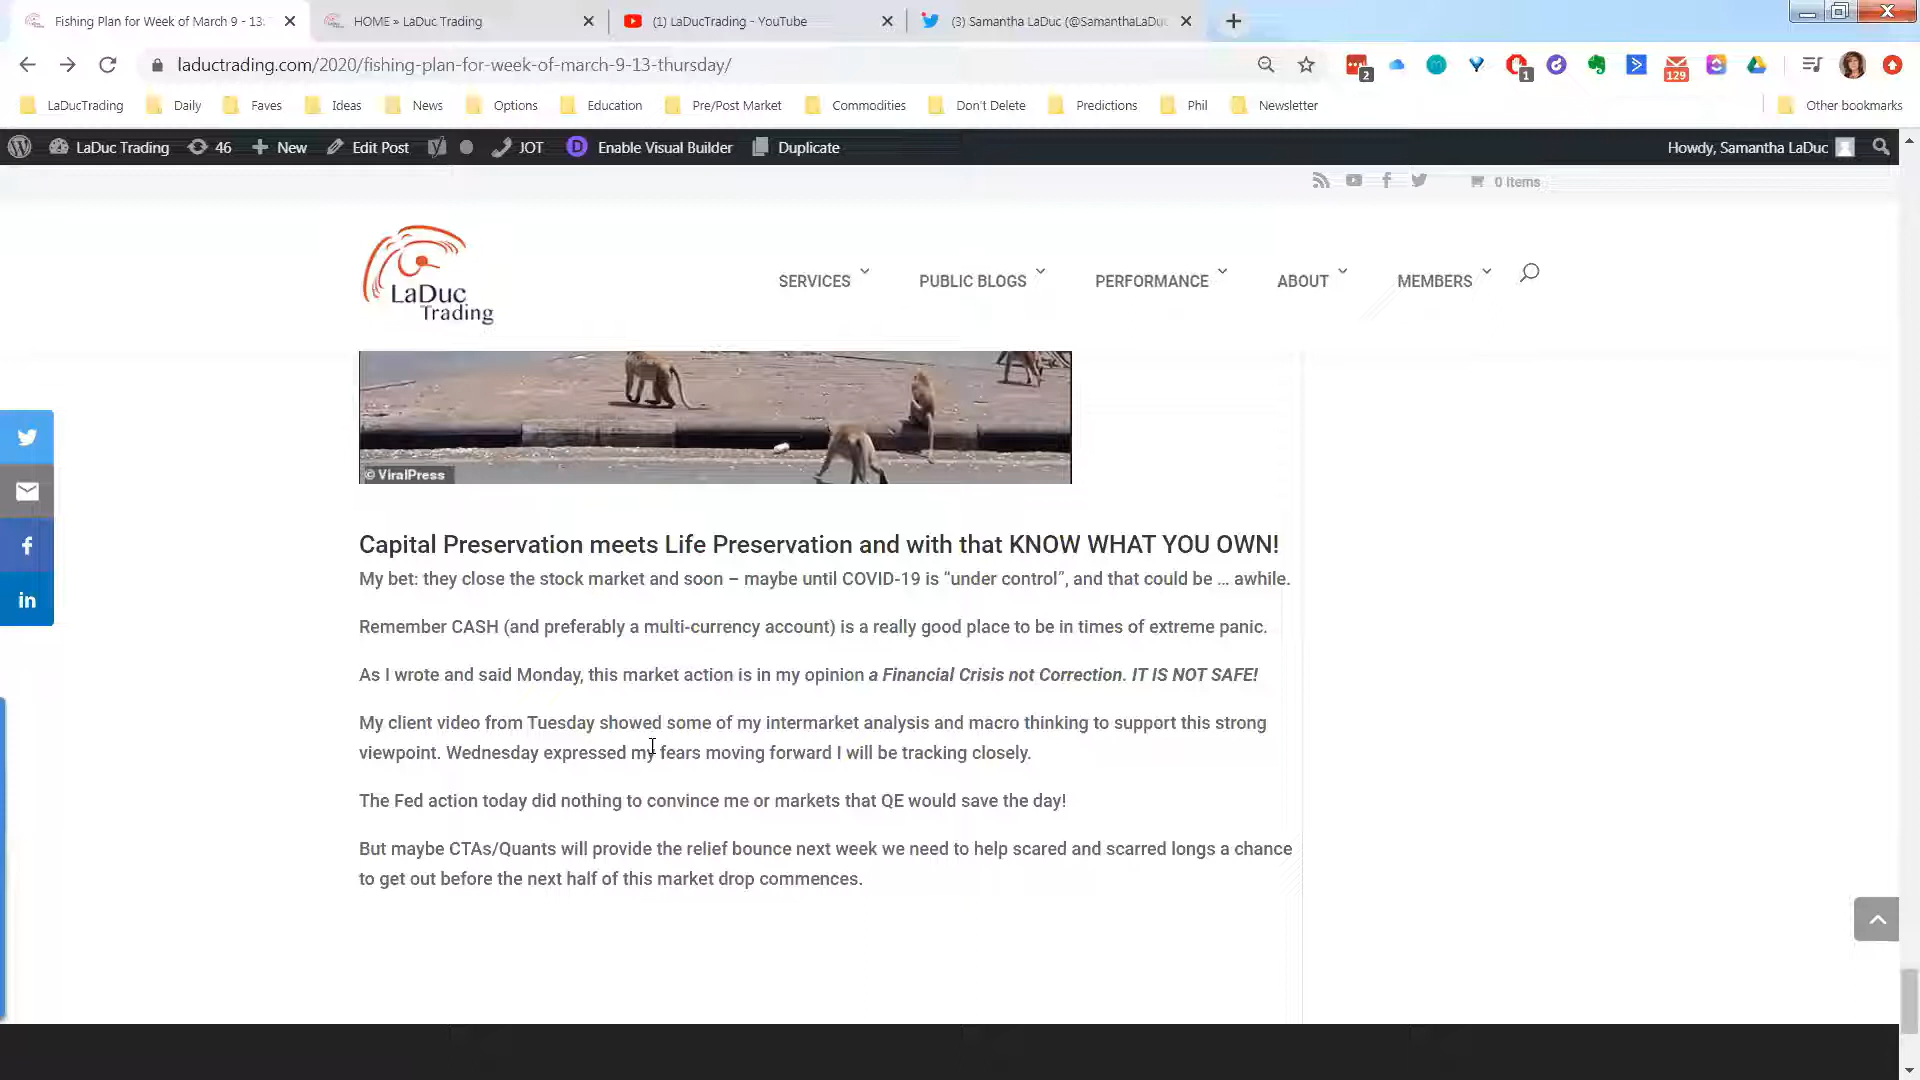 Fishing Plan for Week of March 9 - 13:
HOME » LaDuc Trading
(1) LaDucTrading - YouTube
(3) Samantha LaDuc (@SamanthaLaDuc
laductrading.com/2020/fishing-plan-for-week-of-march-9-13-thursday/
2
1
129
LaDucTrading
Daily
Faves
Ideas
News
Options
Education
Pre/Post Market
Commodities
Don't Delete
Predictions
Phil
Newsletter
Other bookmarks
LaDuc Trading
46
New
Edit Post
JOT
D
Enable Visual Builder
Duplicate
Howdy, Samantha LaDuc
0 Items
LaDuc
Trading
SERVICES
PUBLIC BLOGS
PERFORMANCE
ABOUT
MEMBERS
© ViralPress
Capital Preservation meets Life Preservation and with that KNOW WHAT YOU OWN!
My bet: they close the stock market and soon – maybe until COVID-19 is “under control”, and that could be … awhile.
Remember CASH (and preferably a multi-currency account) is a really good place to be in times of extreme panic.
As I wrote and said Monday, this market action is in my opinion a Financial Crisis not Correction. IT IS NOT SAFE!
My client video from Tuesday showed some of my intermarket analysis and macro thinking to support this strong
viewpoint. Wednesday expressed my fears moving forward I will be tracking closely.
The Fed action today did nothing to convince me or markets that QE would save the day!
But maybe CTAs/Quants will provide the relief bounce next week we need to help scared and scarred longs a chance
to get out before the next half of this market drop commences.